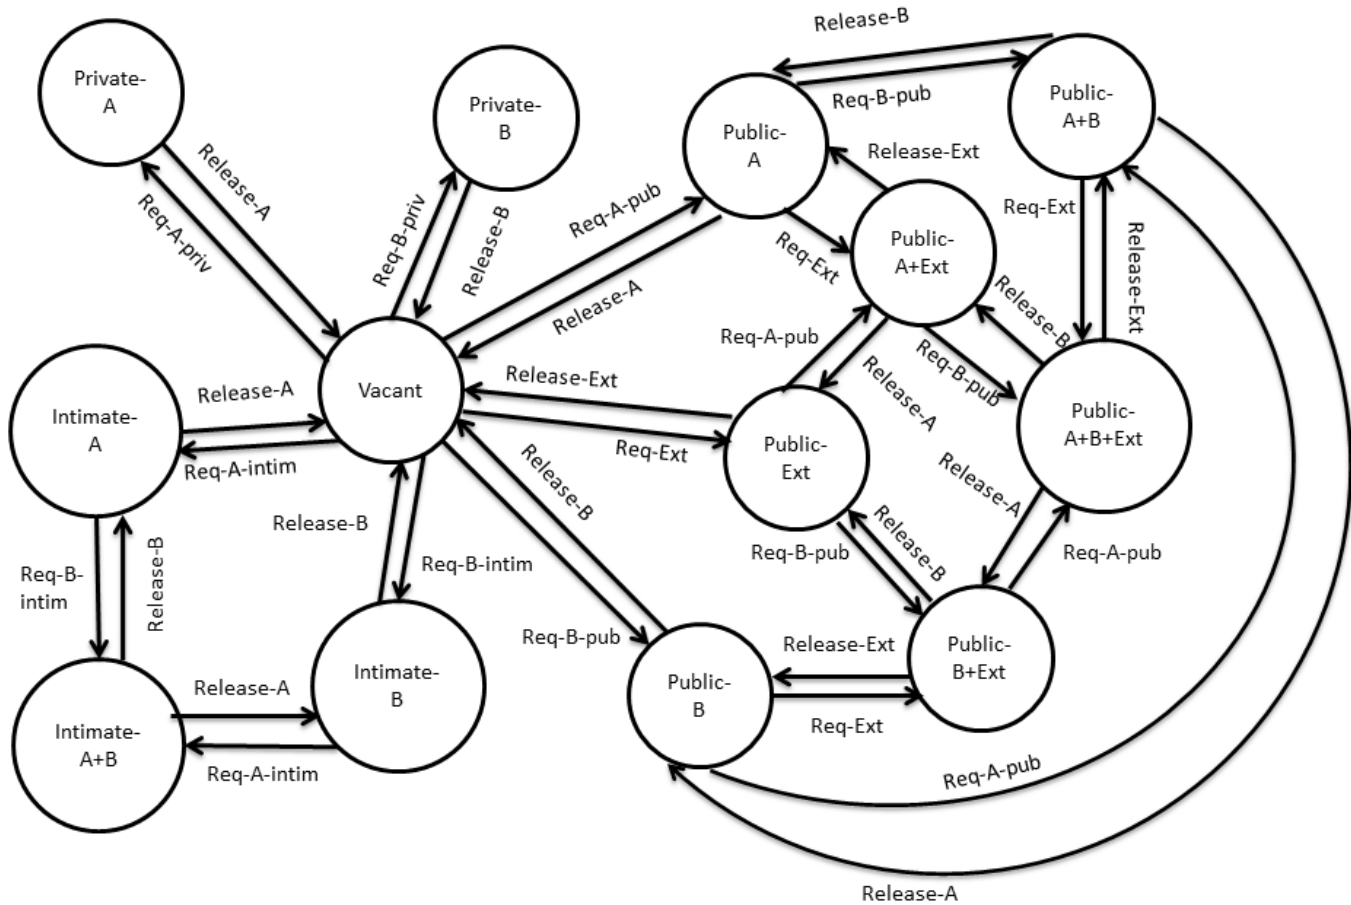 Release-B
Private-
A
Private-
B
Public-
A
Req-B-pub
Public-
A+B
Release-Ext
Release-A
Req-A-priv
Req-B-priv
Release-B
Req-A-pub
Release-A
Req-Ext
Public-
A+Ext
Req-Ext
Release-Ext
Release-B
Req-A-pub
Req-B-pub
Vacant
Release-Ext
Req-Ext
Release-A
Public-
A+B+Ext
Intimate-
A
Release-A
Req-A-intim
Public-
Ext
Release-B
Release-A
Release-B
Req-B-intim
Req-B-pub
Release-B
Req-A-pub
Req-B-
intim
Release-B
Req-B-pub
Release-Ext
Public-
B+Ext
Intimate-
B
Public-
B
Release-A
Intimate-
A+B
Req-Ext
Req-A-intim
Req-A-pub
Release-A